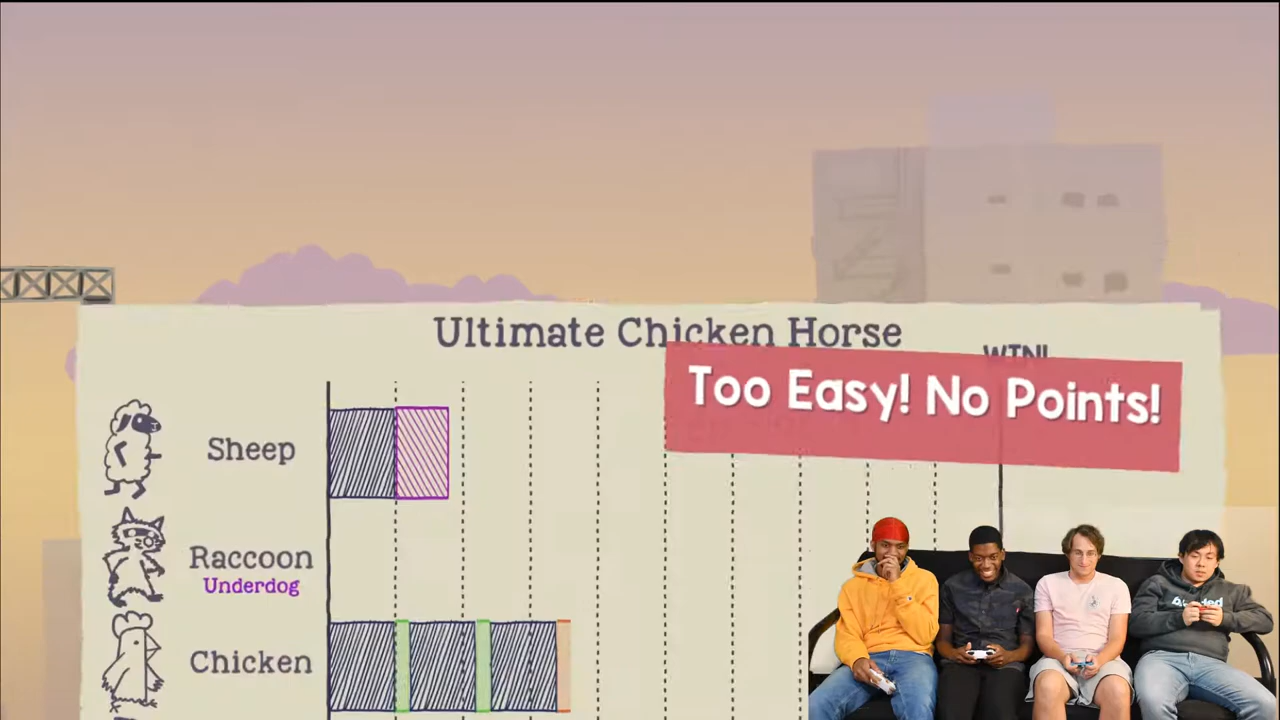 Ultimate Chicken Horse
WIN!
Too Easy! No Points!
Sheep
Raccoon
Underdog
Chicken